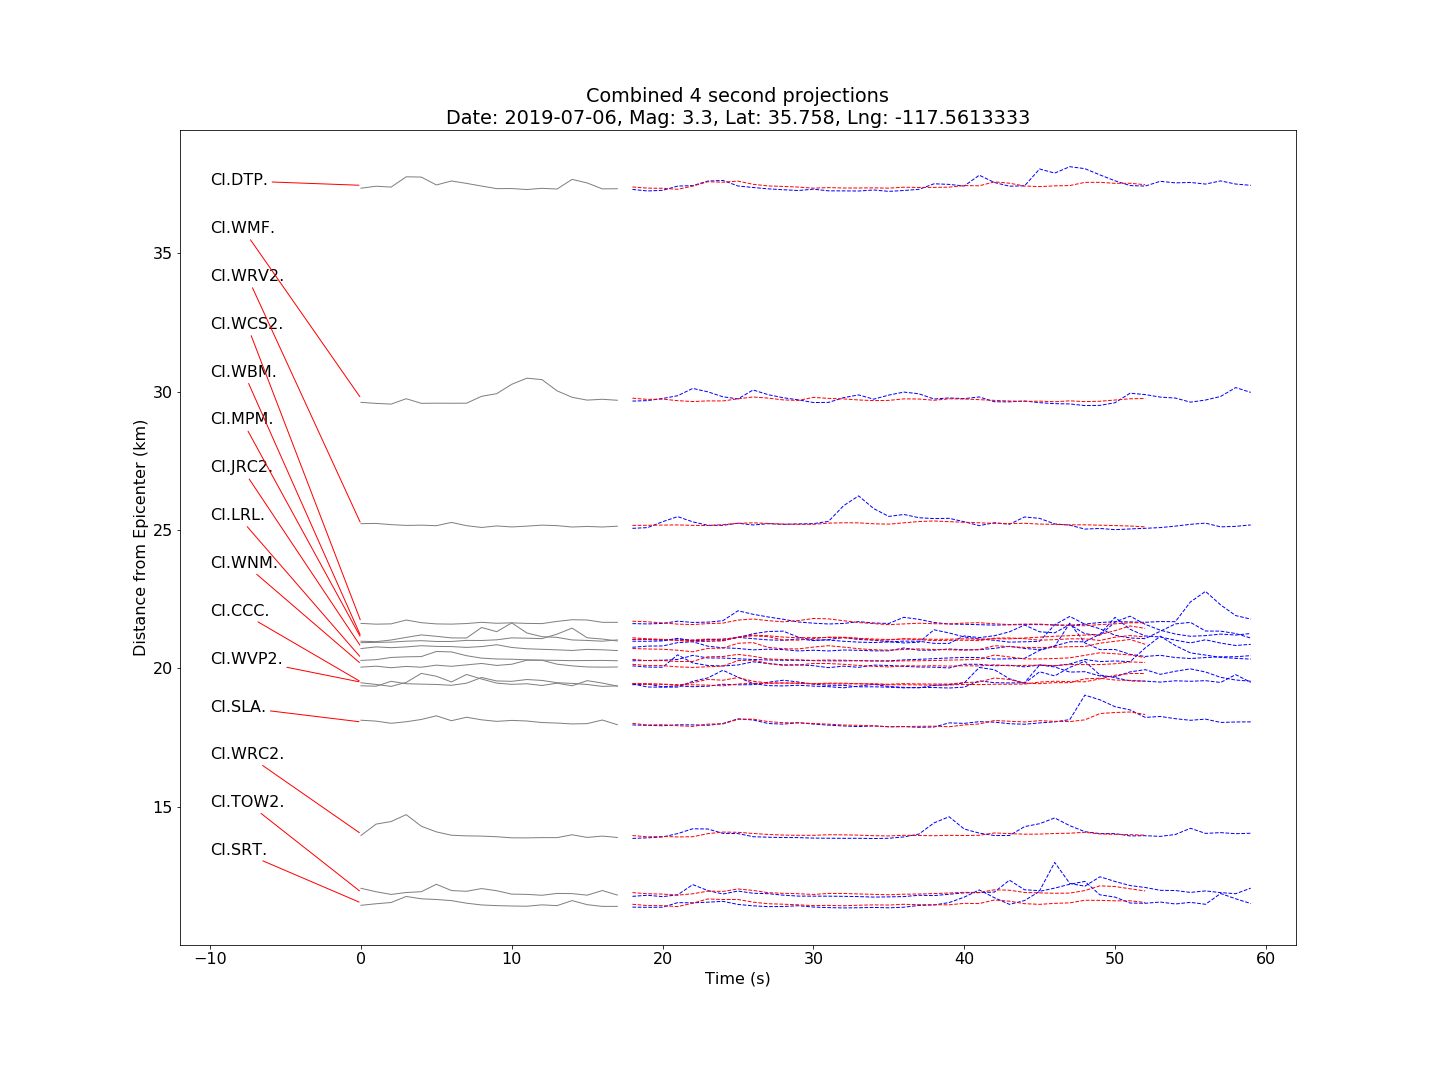 Combined 4 second projections
Date: 2019-07-06, Mag: 3.3, Lat: 35.758, Lng: -117.5613333
CI.DTP.
CI.WMF.
35
CI.WRV2.
CI.WCS2.
CI.WBM.
30
CI.MPM.
CI.JRC2.
CI.LRL.
25
CI.WNM.
CI.CCC.
CI.WVP2.
20
CI.SLA.
CI.WRC2.
CI.TOW2.
15
CI.SRT.
Distance from Epicenter (km)
−10 0 10 20 30 40 50 60
Time (s)